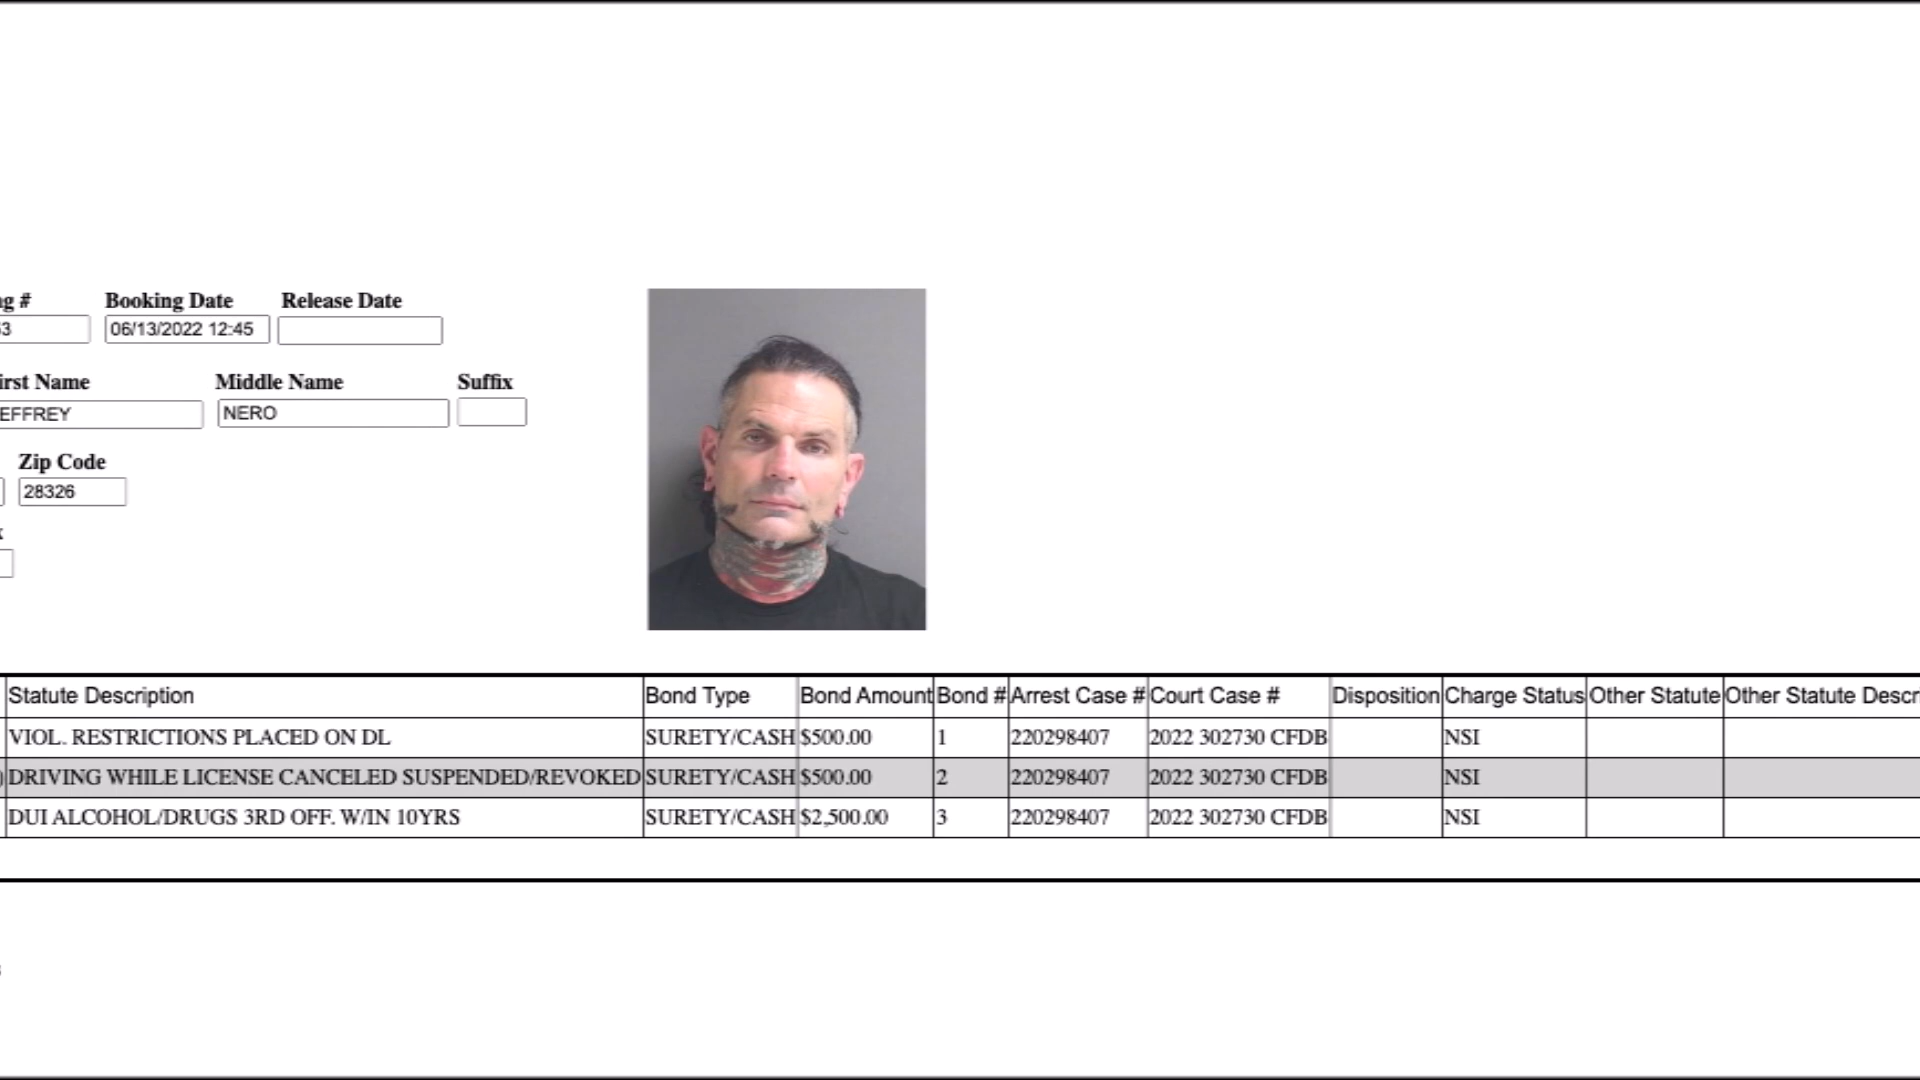 g # Booking Date Release Date
3 06/13/2022 12:45
irst Name Middle Name Suffix
EFFREY NERO
Zip Code
28326
Statute Description Bond Type Bond Amount Bond # Arrest Case # Court Case # Disposition Charge Status Other Statute Other Statute Descr
VIOL. RESTRICTIONS PLACED ON DL SURETY/CASH $500.00 1 220298407 2022 302730 CFDB NSI
DRIVING WHILE LICENSE CANCELED SUSPENDED/REVOKED SURETY/CASH $500.00 2 220298407 2022 302730 CFDB NSI
DUI ALCOHOL/DRUGS 3RD OFF. W/IN 10YRS SURETY/CASH $2,500.00 3 220298407 2022 302730 CFDB NSI